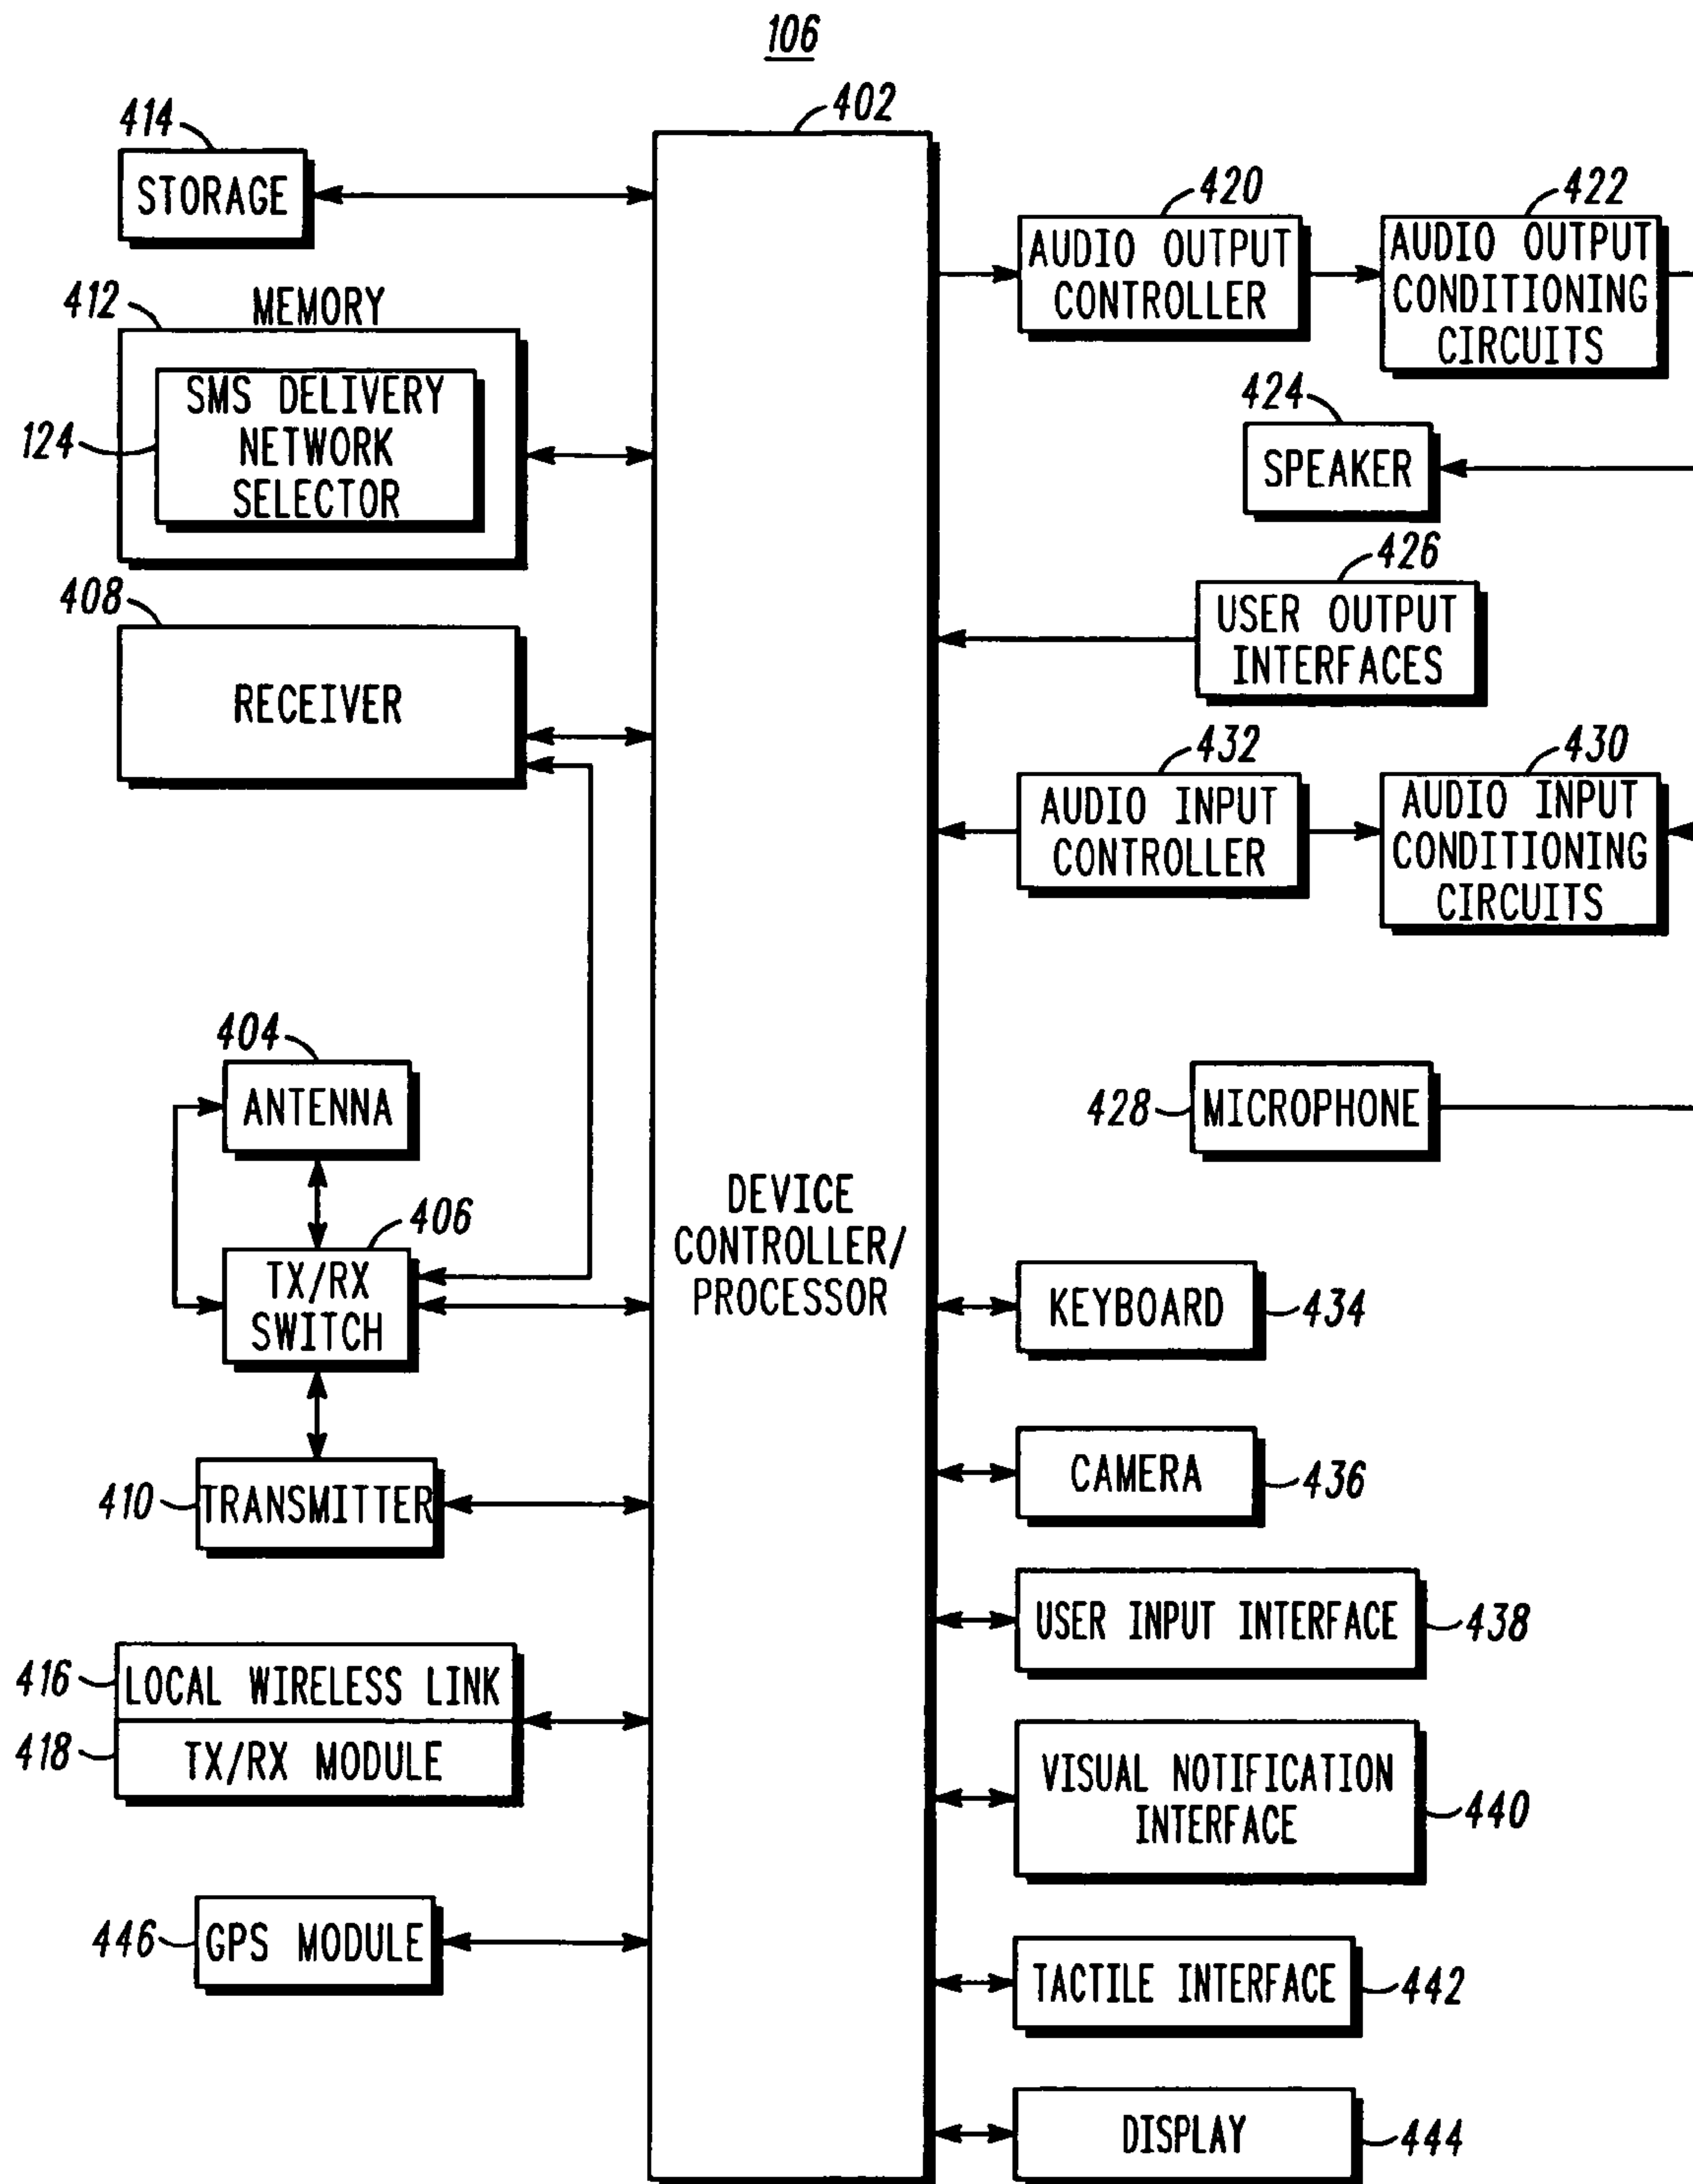 106
402
414
STORAGE
412
MEMORY
124
SMS DELIVERY
NETWORK
SELECTOR
408
RECEIVER
404
ANTENNA
406
TX/RX
SWITCH
410
TRANSMITTER
416
LOCAL WIRELESS LINK
418
TX/RX MODULE
446
GPS MODULE
DEVICE
CONTROLLER/
PROCESSOR
420
AUDIO OUTPUT
CONTROLLER
422
AUDIO OUTPUT
CONDITIONING
CIRCUITS
424
SPEAKER
426
USER OUTPUT
INTERFACES
432
AUDIO INPUT
CONTROLLER
430
AUDIO INPUT
CONDITIONING
CIRCUITS
428
MICROPHONE
KEYBOARD
434
CAMERA
436
USER INPUT INTERFACE
438
VISUAL NOTIFICATION
INTERFACE
440
TACTILE INTERFACE
442
DISPLAY
444